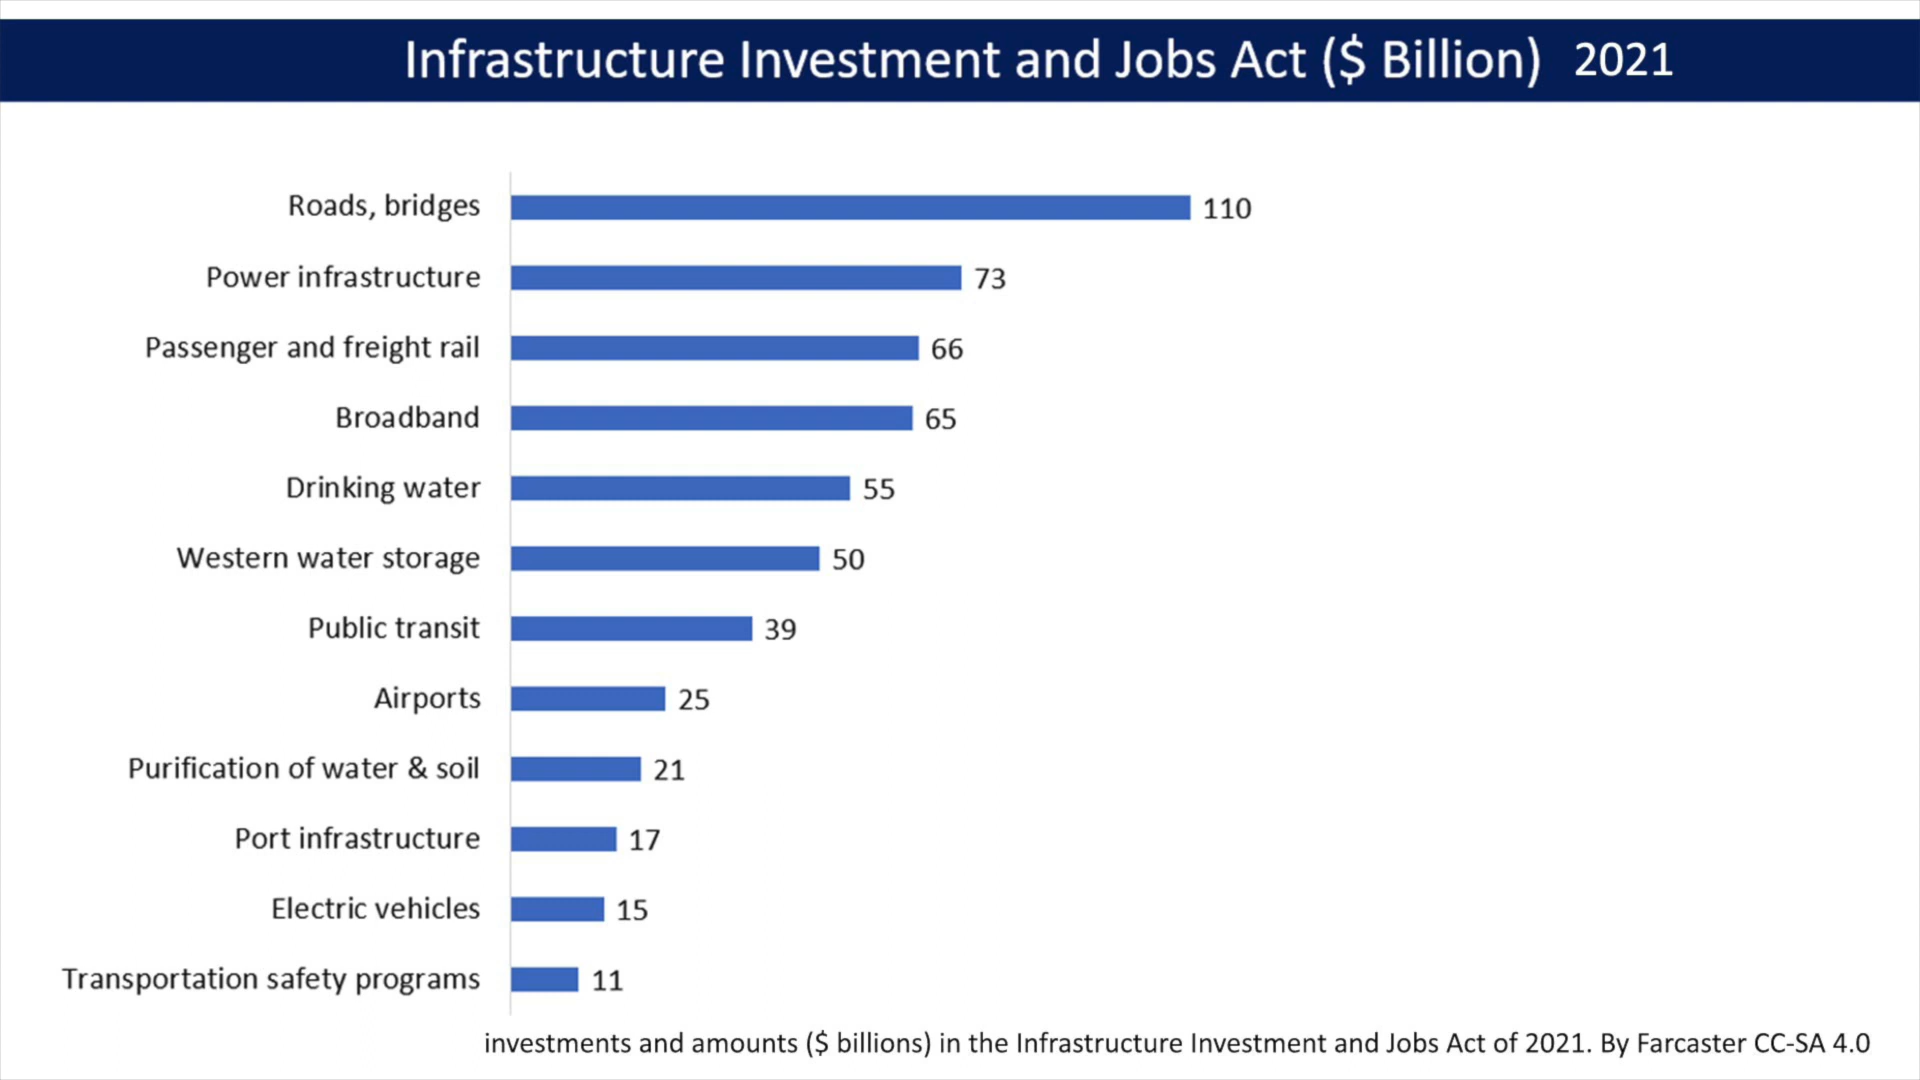 Infrastructure Investment and Jobs Act ($ Billion) 2021
Roads, bridges 110
Power infrastructure 73
Passenger and freight rail 66
Broadband 65
Drinking water 55
Western water storage 50
Public transit 39
Airports 25
Purification of water & soil 21
Port infrastructure 17
Electric vehicles 15
Transportation safety programs 11
investments and amounts ($ billions) in the Infrastructure Investment and Jobs Act of 2021. By Farcaster CC-SA 4.0